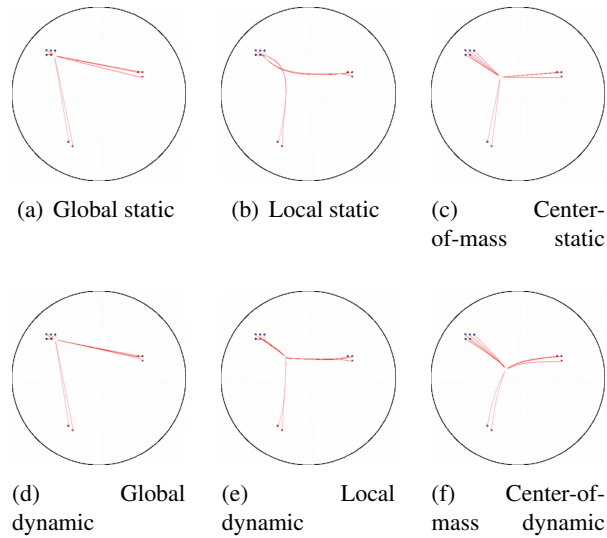 (a) Global static
(b) Local static
(c) Center-
of-mass static
(d) Global
dynamic
(e) Local
dynamic
(f) Center-of-
mass dynamic